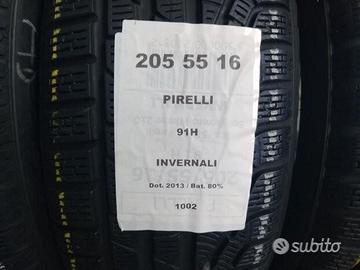 205 55 16
PIRELLI
91H
INVERNALI
Dot. 2013 / Bat. 80%
1002
subito